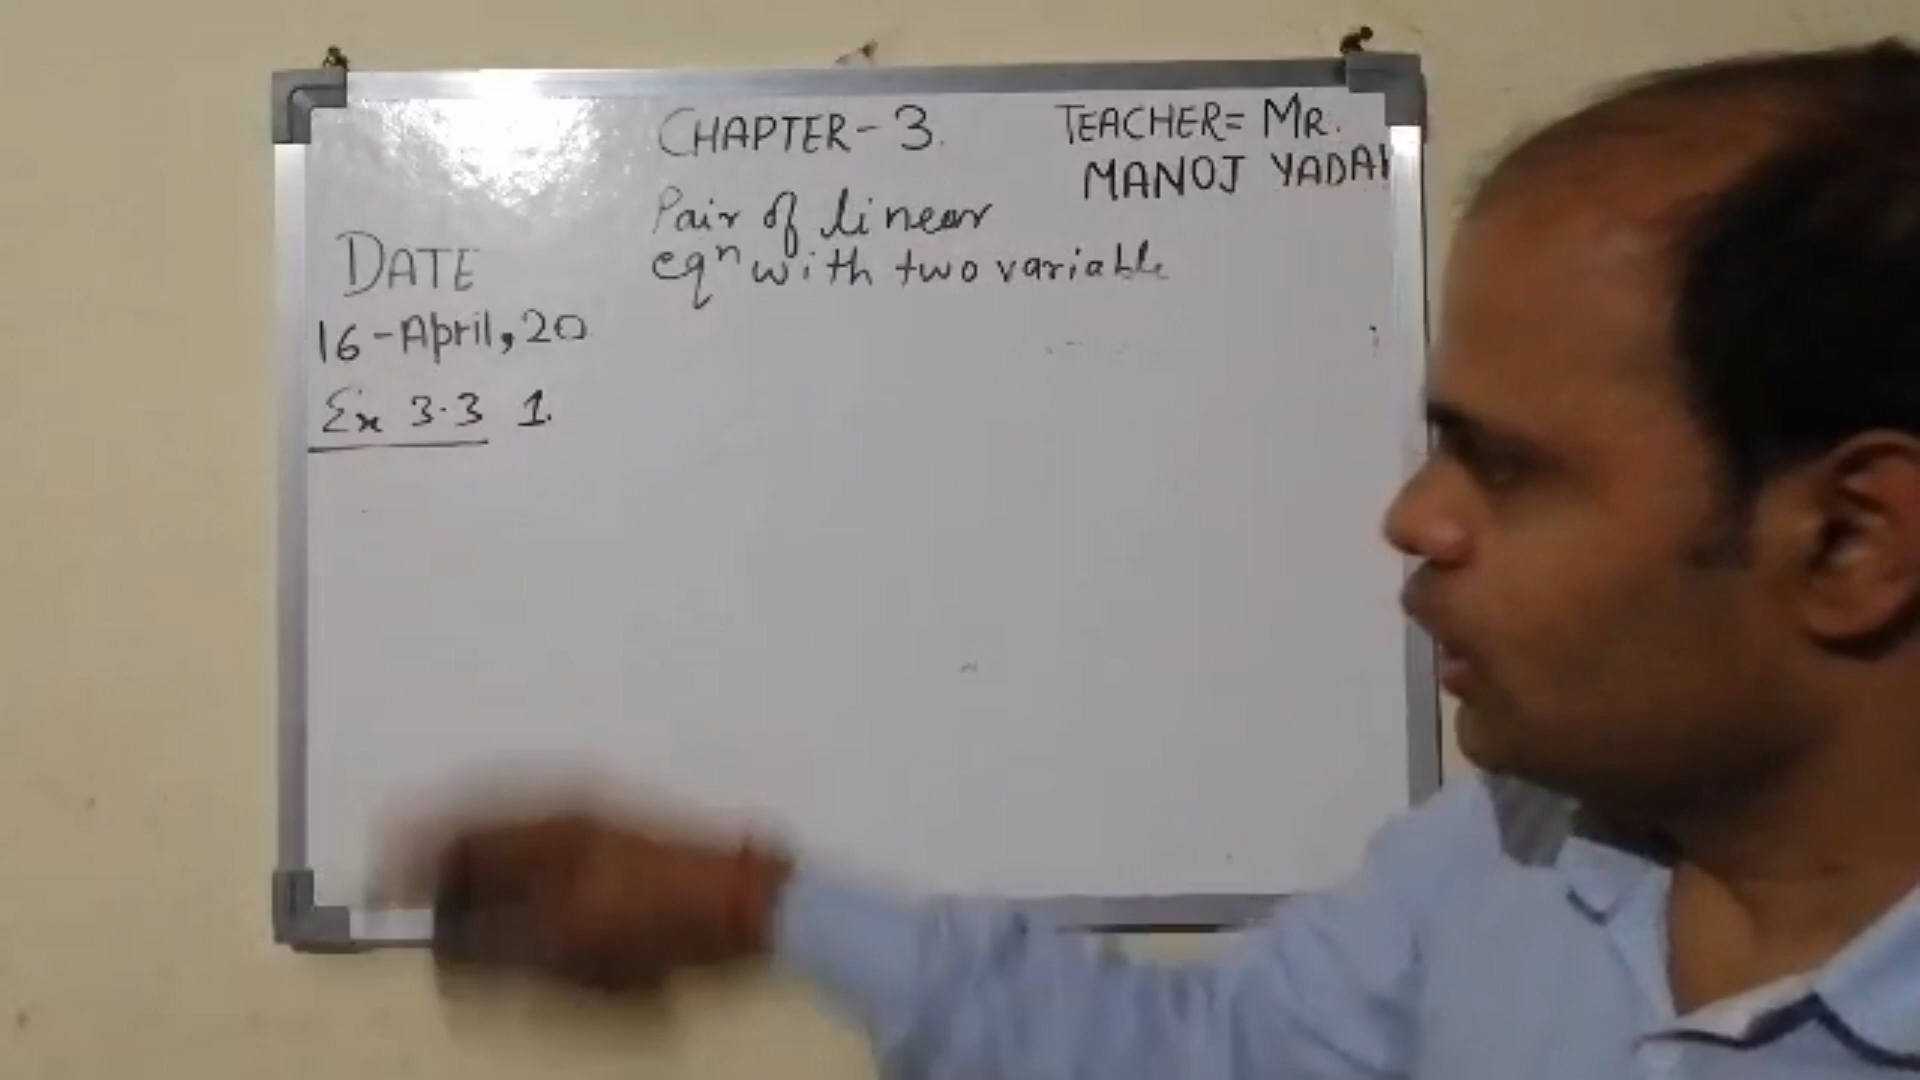 CHAPTER-3.
TEACHER= MR.
MANOJ YADAV
Pair of linear
eqⁿ with two variable
DATE
16-April,20
Ex 3.3 1.